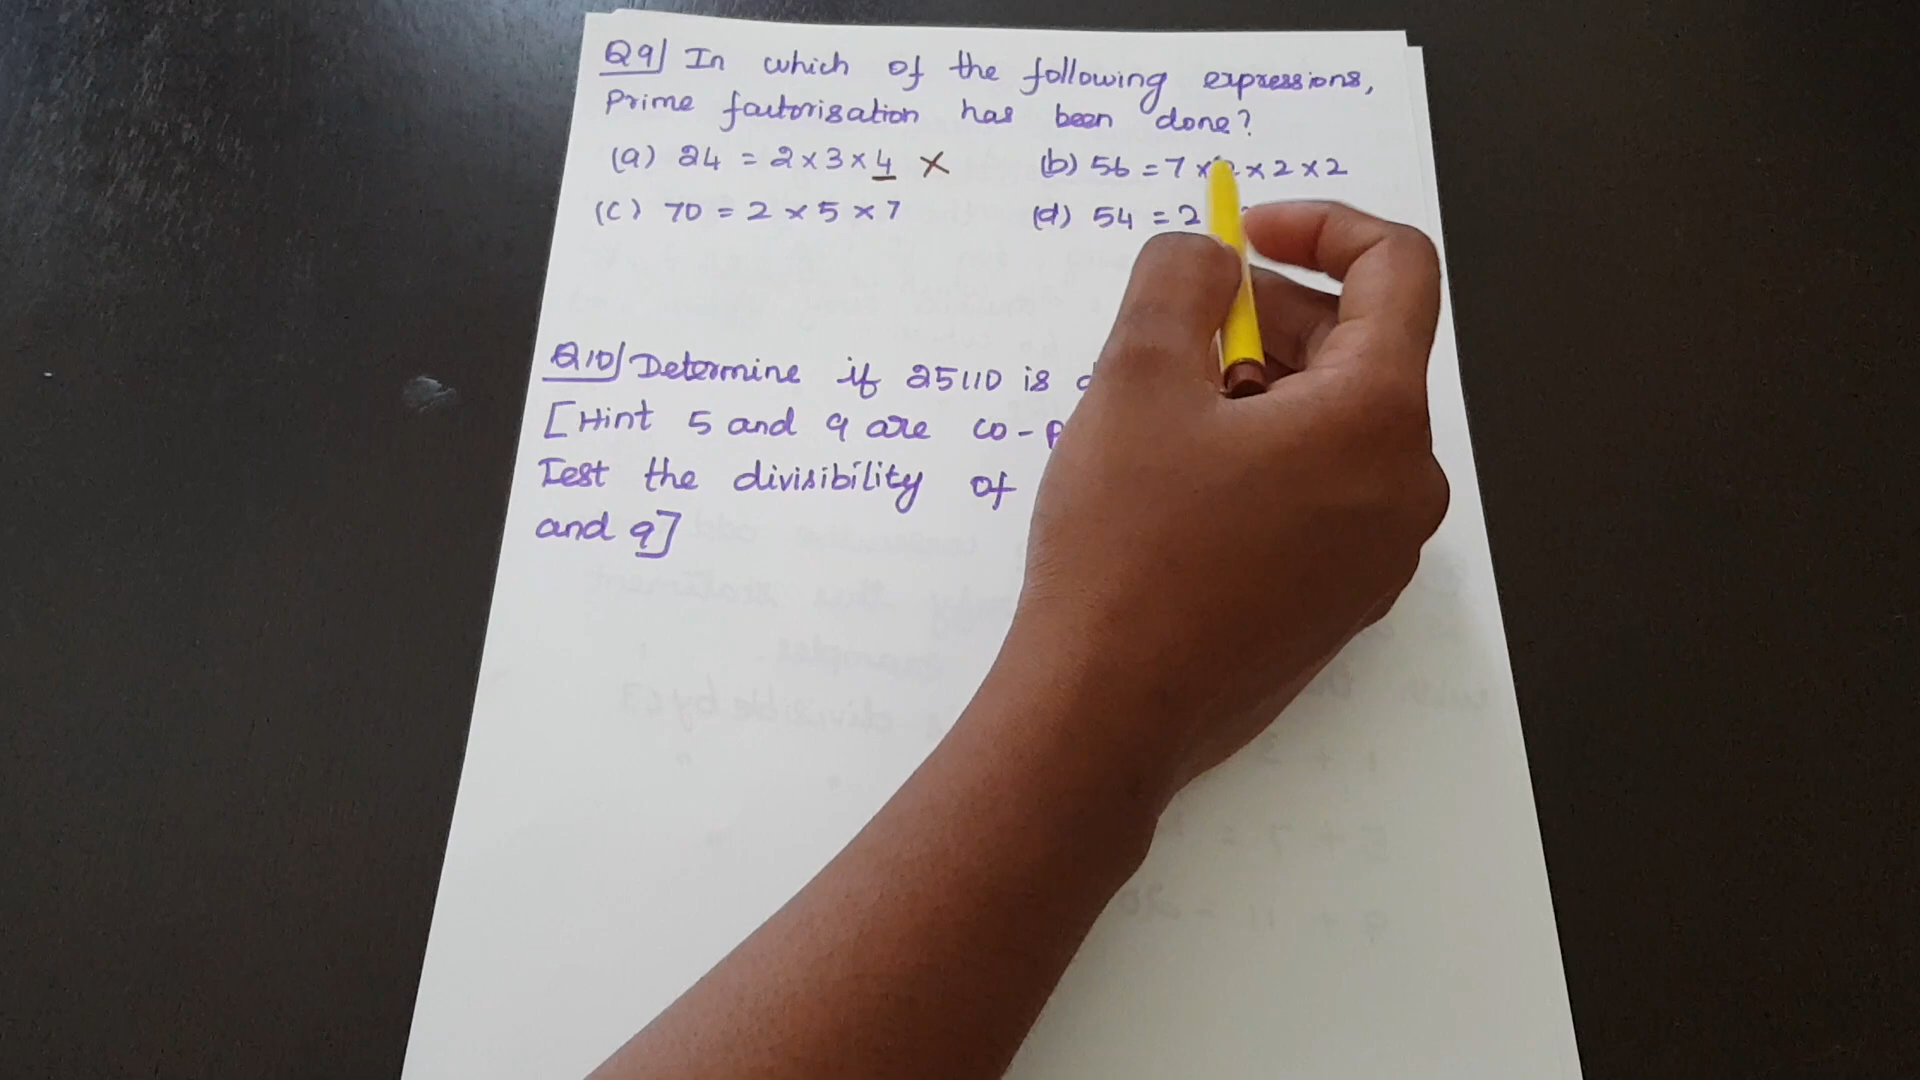 Q9) In which of the following expressions,
Prime factorisation has been done?
(a) 24 = 2 × 3 × 4 × (b) 56 = 7 × 2 × 2 × 2
(c) 70 = 2 × 5 × 7 (d) 54 = 2
Q10) Determine if 25110 is
[Hint 5 and 9 are co-
Test the divisibility of
and 9]